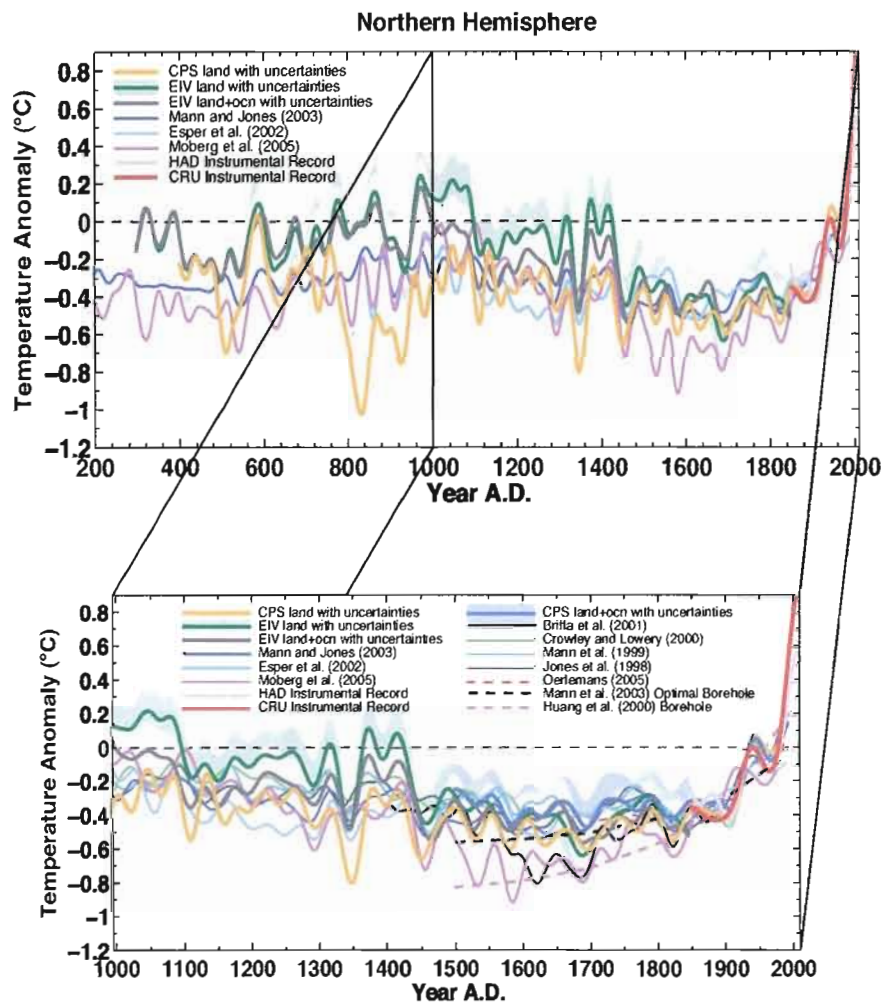 Northern Hemisphere
0.8
0.6
0.4
0.2
0
−0.2
−0.4
−0.6
−0.8
−1
−1.2
Temperature Anomaly (°C)
CPS land with uncertainties
EIV land with uncertainties
EIV land+ocn with uncertainties
Mann and Jones (2003)
Esper et al. (2002)
Moberg et al. (2005)
HAD Instrumental Record
CRU Instrumental Record
200 400 600 800 1000 1200 1400 1600 1800 2000
Year A.D.
0.8
0.6
0.4
0.2
0
−0.2
−0.4
−0.6
−0.8
−1
−1.2
Temperature Anomaly (°C)
CPS land with uncertainties
EIV land with uncertainties
EIV land+ocn with uncertainties
Mann and Jones (2003)
Esper et al. (2002)
Moberg et al. (2005)
HAD Instrumental Record
CRU Instrumental Record
CPS land+ocn with uncertainties
Briffa et al. (2001)
Crowley and Lowery (2000)
Mann et al. (1999)
Jones et al. (1998)
Oerlemans (2005)
Mann et al. (2003) Optimal Borehole
Huang et al. (2000) Borehole
1000 1100 1200 1300 1400 1500 1600 1700 1800 1900 2000
Year A.D.